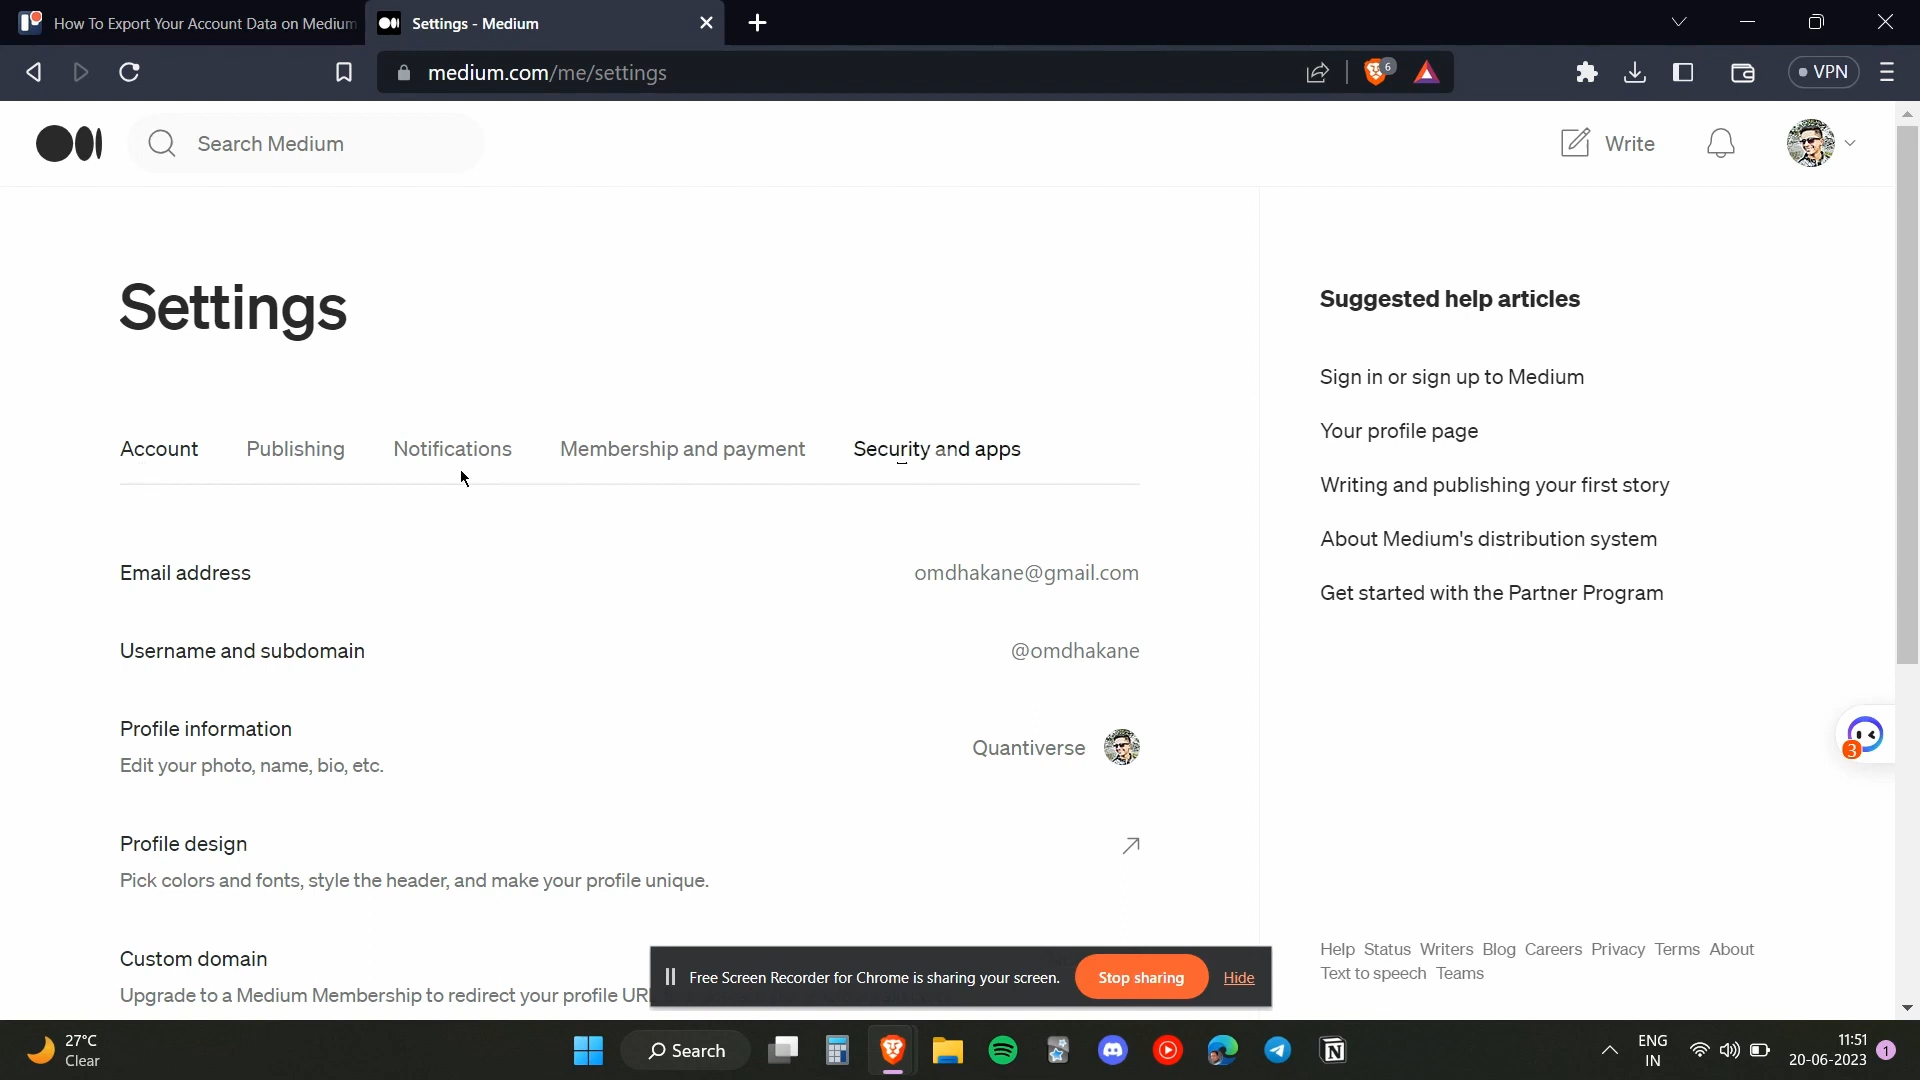 How To Export Your Account Data on Medium
Settings - Medium
medium.com/me/settings
6
VPN
Search Medium
Write
Settings
Account Publishing Notifications Membership and payment Security and apps
Email address omdhakane@gmail.com
Username and subdomain @omdhakane
Profile information
Edit your photo, name, bio, etc.
Quantiverse
Profile design
Pick colors and fonts, style the header, and make your profile unique.
Custom domain
Upgrade to a Medium Membership to redirect your profile UR
Suggested help articles
Sign in or sign up to Medium
Your profile page
Writing and publishing your first story
About Medium's distribution system
Get started with the Partner Program
3
Help Status Writers Blog Careers Privacy Terms About
Text to speech Teams
Free Screen Recorder for Chrome is sharing your screen. Stop sharing Hide
27°C
Clear
Search
ENG
IN
11:51
20-06-2023
1